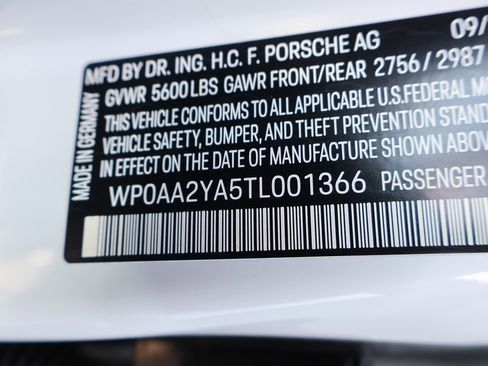 MFD BY DR. ING. H.C. F. PORSCHE AG 09/
GVWR 5600LBS GAWR FRONT/REAR 2756/2987
THIS VEHICLE CONFORMS TO ALL APPLICABLE U.S.FEDERAL MO
VEHICLE SAFETY, BUMPER, AND THEFT PREVENTION STAND
IN EFFECT ON THE DATE OF MANUFACTURE SHOWN ABOV
WP0AA2YA5TL001366 PASSENGER
MADE IN GERMANY